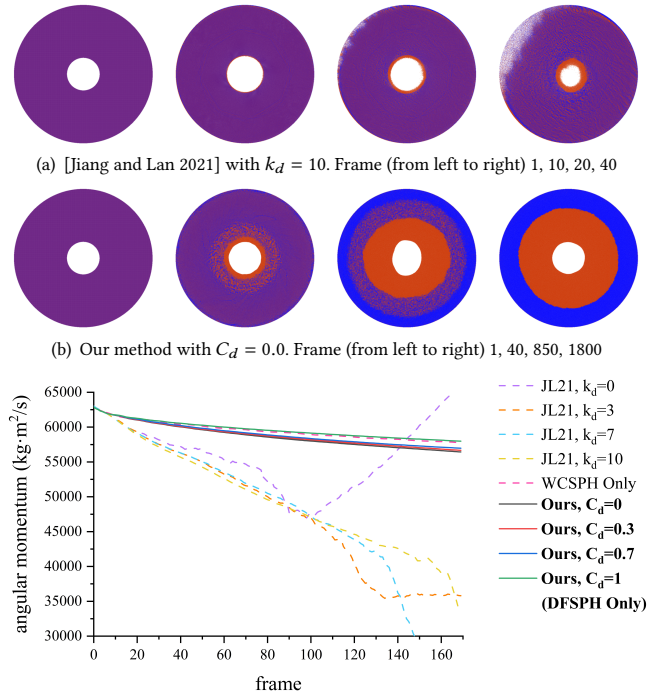 (a) [Jiang and Lan 2021] with k_d = 10. Frame (from left to right) 1, 10, 20, 40
(b) Our method with C_d = 0.0. Frame (from left to right) 1, 40, 850, 1800
65000
60000
55000
50000
45000
40000
35000
30000
angular momentum (kg·m²/s)
0 20 40 60 80 100 120 140 160
frame
JL21, k_d=0
JL21, k_d=3
JL21, k_d=7
JL21, k_d=10
WCSPH Only
Ours, C_d=0
Ours, C_d=0.3
Ours, C_d=0.7
Ours, C_d=1
(DFSPH Only)